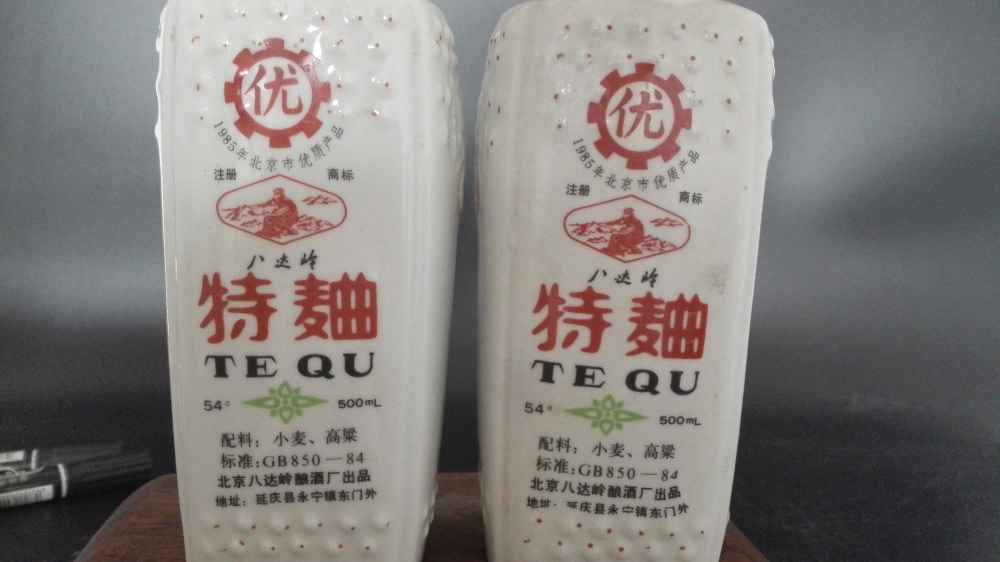 优
1985年北京市优质产品
注册 商标
八达岭
特麯
TE QU
54° 500mL
配料：小麦、高粱
标准：GB850—84
北京八达岭酿酒厂出品
地址：延庆县永宁镇东门外
优
1985年北京市优质产品
注册 商标
八达岭
特麯
TE QU
54° 500mL
配料：小麦、高粱
标准：GB850—84
北京八达岭酿酒厂出品
地址：延庆县永宁镇东门外